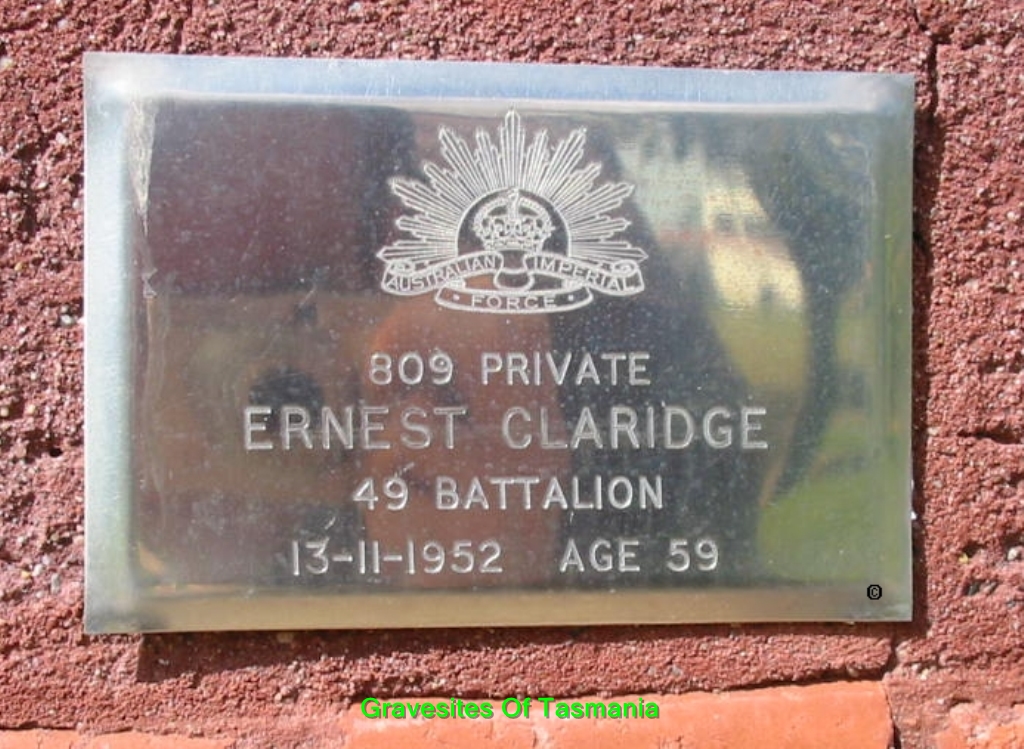 AUSTRALIAN IMPERIAL
FORCE
809 PRIVATE
ERNEST CLARIDGE
49 BATTALION
13-11-1952 AGE 59
©
Gravesites Of Tasmania